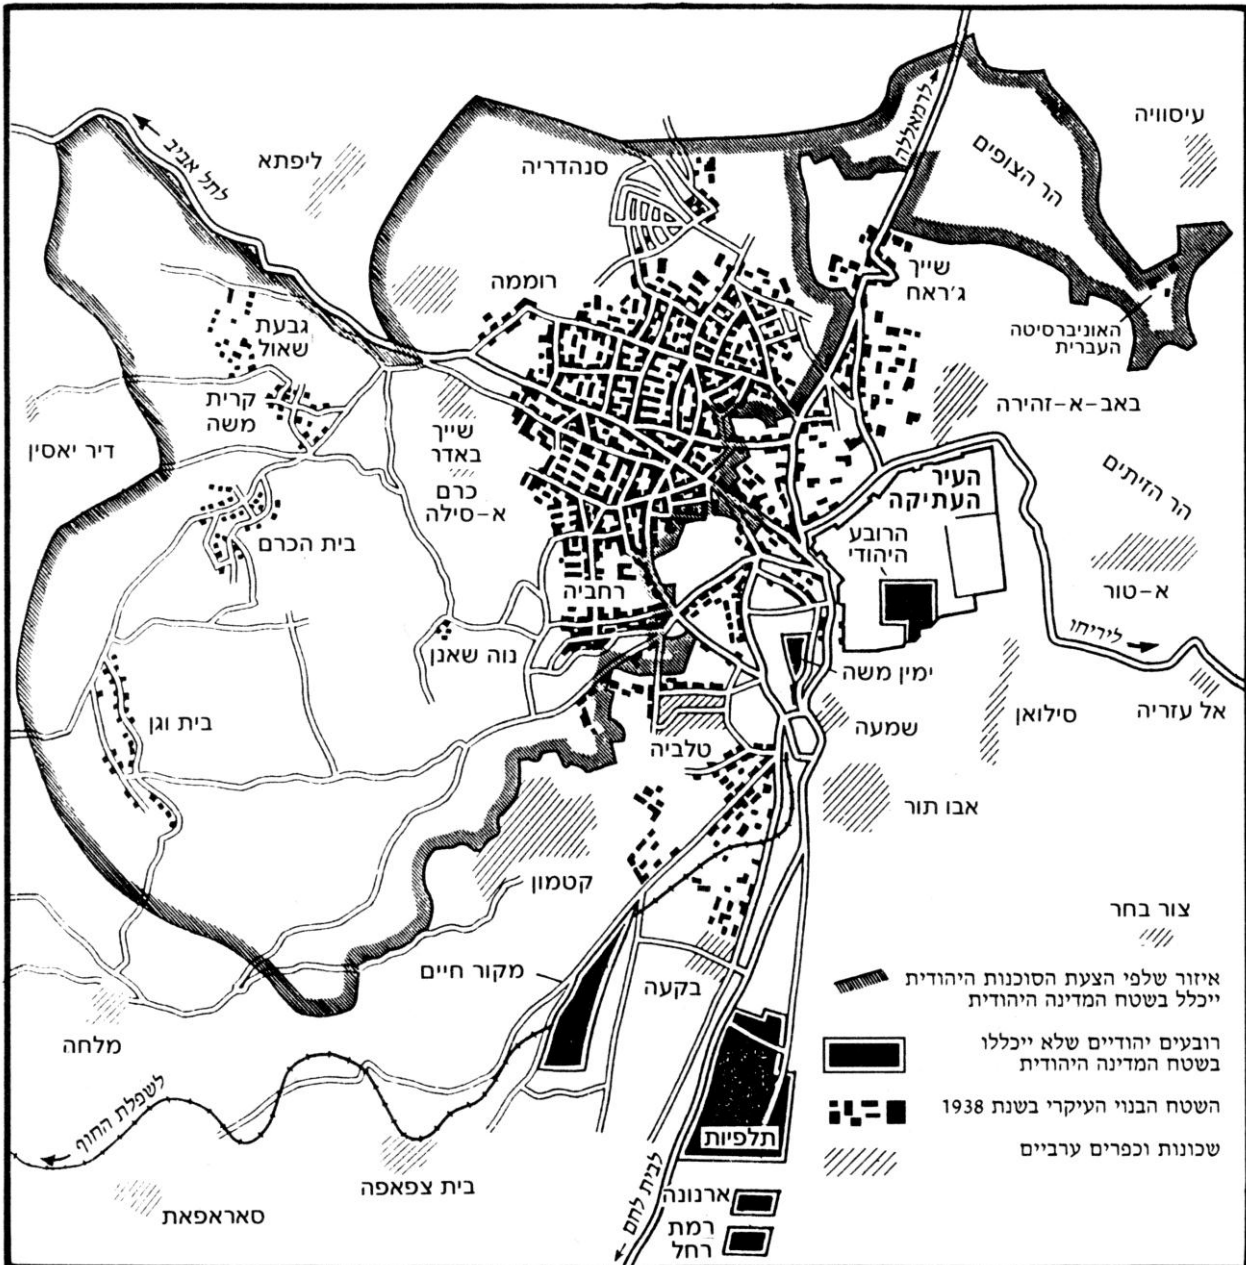 לרמאללה
עיסוויה
לתל אביב
ליפתא
סנהדריה
הר הצופים
שייך
ג'ראח
רוממה
האוניברסיטה
העברית
גבעת
שאול
קרית
משה
שייך
באדר
באב-א-זהירה
דיר יאסין
כרם
א-סילה
העיר
העתיקה
הר הזיתים
הרובע
היהודי
בית הכרם
רחביה
א-טור
ליריחו
נוה שאנן
ימין משה
אל עזריה
סילואן
שמעה
בית וגן
טלביה
אבו תור
קטמון
צור בחר
מקור חיים
בקעה
מלחה
לשפלת החוף
תלפיות
בית צפאפה
סאראפאת
לבית לחם
ארנונה
רמת
רחל
איזור שלפי הצעת הסוכנות היהודית
ייכלל בשטח המדינה היהודית
רובעים יהודיים שלא ייכללו
בשטח המדינה היהודית
השטח הבנוי העיקרי בשנת 1938
שכונות וכפרים ערביים